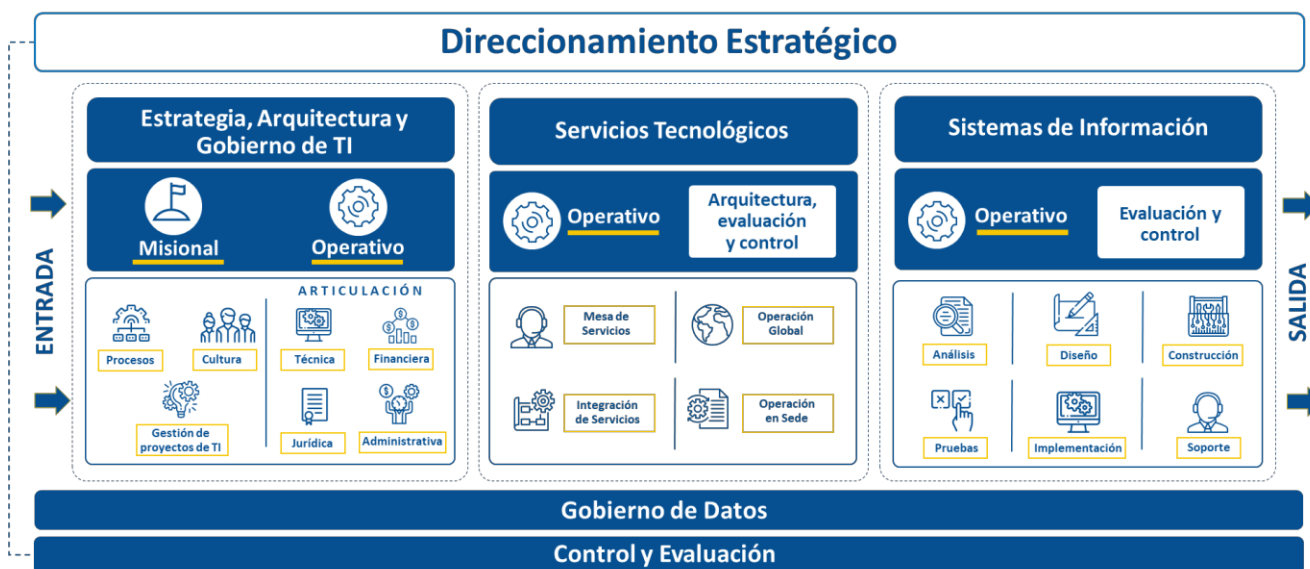 Direccionamiento Estratégico
Estrategia, Arquitectura y
Gobierno de TI
Misional
Operativo
ENTRADA
ARTICULACIÓN
Procesos
Cultura
Técnica
Financiera
Gestión de
proyectos de TI
Jurídica
Administrativa
Servicios Tecnológicos
Operativo
Arquitectura,
evaluación
y control
Mesa de
Servicios
Operación
Global
Integración
de Servicios
Operación
en Sede
Sistemas de Información
Operativo
Evaluación y
control
Análisis
Diseño
Construcción
Pruebas
Implementación
Soporte
SALIDA
Gobierno de Datos
Control y Evaluación